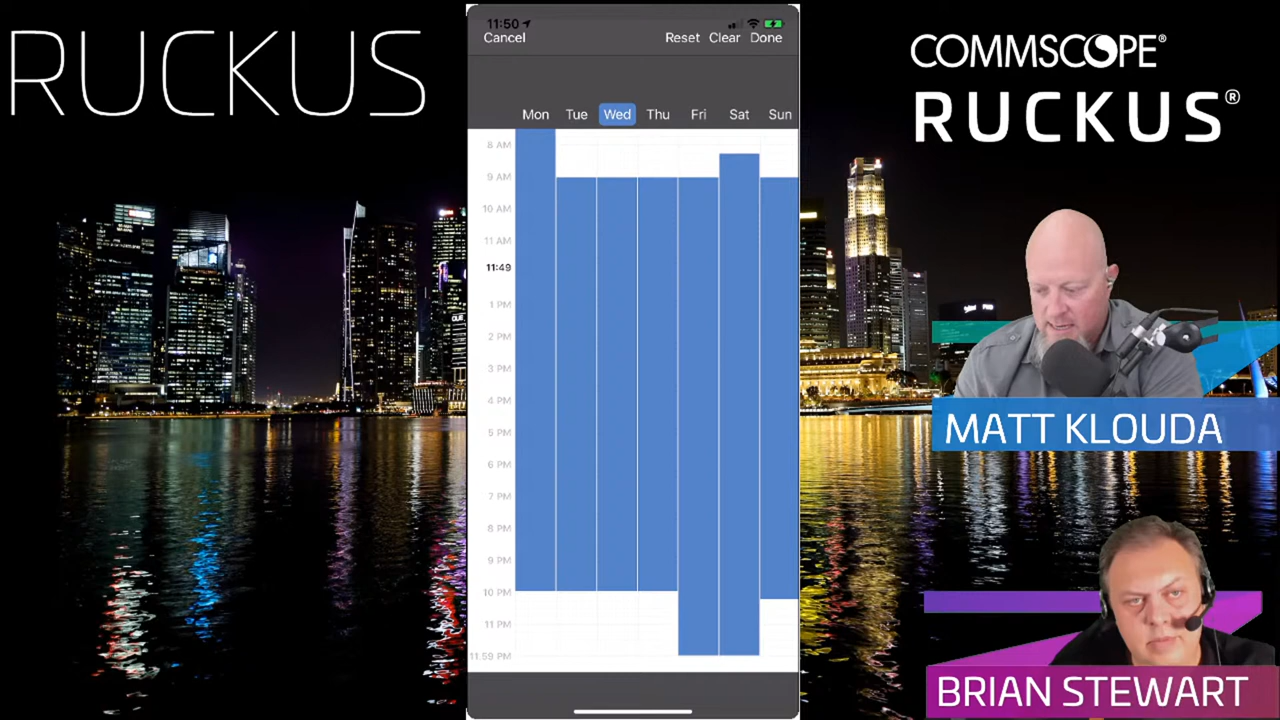 RUCKUS
11:50
Cancel
Reset Clear Done
Mon Tue Wed Thu Fri Sat Sun
8 AM
9 AM
10 AM
11 AM
11:49
1 PM
2 PM
3 PM
4 PM
5 PM
6 PM
7 PM
8 PM
9 PM
10 PM
11 PM
11:59 PM
COMMSCOPE®
RUCKUS®
MATT KLOUDA
BRIAN STEWART